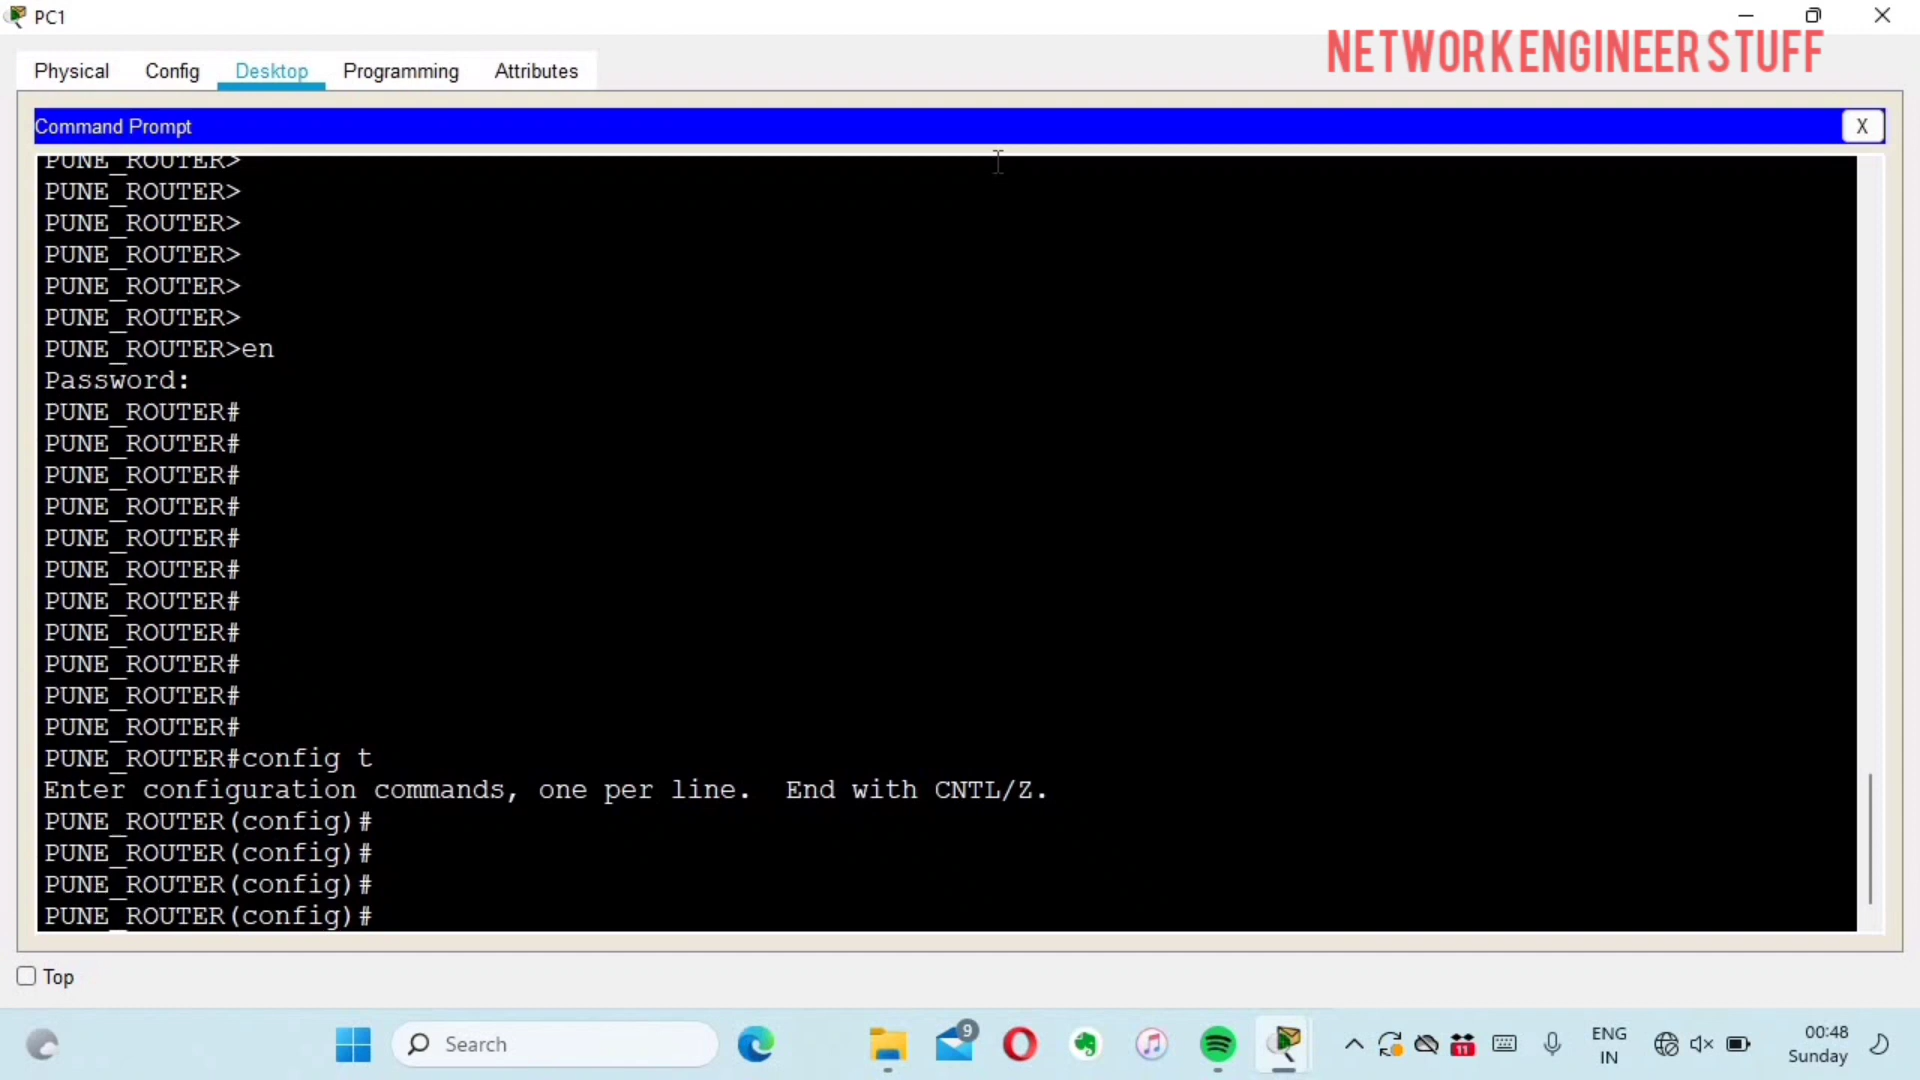 PC1
NETWORK ENGINEER STUFF
Physical Config Desktop Programming Attributes
Command Prompt
X
PUNE_ROUTER>
PUNE_ROUTER>
PUNE_ROUTER>
PUNE_ROUTER>
PUNE_ROUTER>
PUNE_ROUTER>
PUNE_ROUTER>en
Password:
PUNE_ROUTER#
PUNE_ROUTER#
PUNE_ROUTER#
PUNE_ROUTER#
PUNE_ROUTER#
PUNE_ROUTER#
PUNE_ROUTER#
PUNE_ROUTER#
PUNE_ROUTER#
PUNE_ROUTER#
PUNE_ROUTER#
PUNE_ROUTER#config t
Enter configuration commands, one per line.  End with CNTL/Z.
PUNE_ROUTER(config)#
PUNE_ROUTER(config)#
PUNE_ROUTER(config)#
PUNE_ROUTER(config)#
Top
Search
9
11
ENG
IN
00:48
Sunday